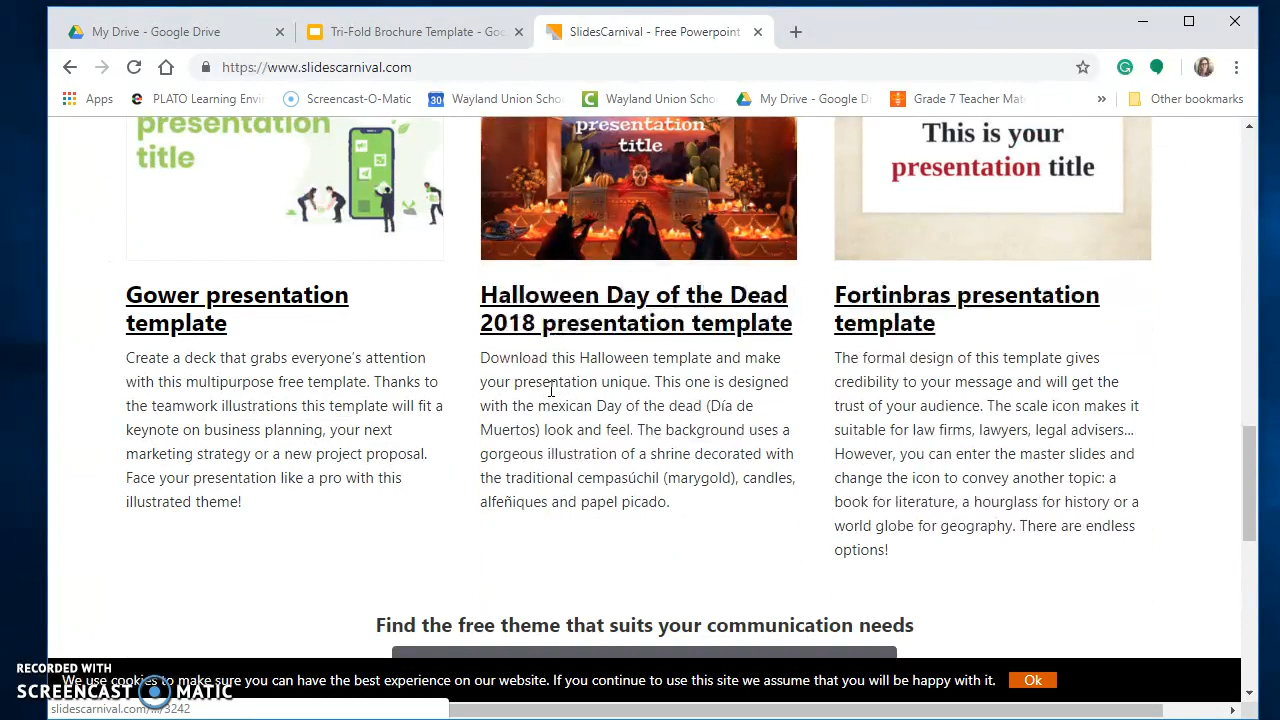 My Drive - Google Drive
Tri-Fold Brochure Template - Goo
SlidesCarnival - Free Powerpoint
https://www.slidescarnival.com
Apps
PLATO Learning Envi
Screencast-O-Matic
Wayland Union Scho
Wayland Union Scho
My Drive - Google D
Grade 7 Teacher Mat
Other bookmarks
presentation
title
presentation
title
This is your
presentation title
Gower presentation
template
Create a deck that grabs everyone's attention
with this multipurpose free template. Thanks to
the teamwork illustrations this template will fit a
keynote on business planning, your next
marketing strategy or a new project proposal.
Face your presentation like a pro with this
illustrated theme!
Halloween Day of the Dead
2018 presentation template
Download this Halloween template and make
your presentation unique. This one is designed
with the mexican Day of the dead (Día de
Muertos) look and feel. The background uses a
gorgeous illustration of a shrine decorated with
the traditional cempasúchil (marygold), candles,
alfeñiques and papel picado.
Fortinbras presentation
template
The formal design of this template gives
credibility to your message and will get the
trust of your audience. The scale icon makes it
suitable for law firms, lawyers, legal advisers...
However, you can enter the master slides and
change the icon to convey another topic: a
book for literature, a hourglass for history or a
world globe for geography. There are endless
options!
Find the free theme that suits your communication needs
We use cookies to make sure you can have the best experience on our website. If you continue to use this site we assume that you will be happy with it.
Ok
RECORDED WITH
SCREENCAST MATIC
slidescarnival.com/.../3242